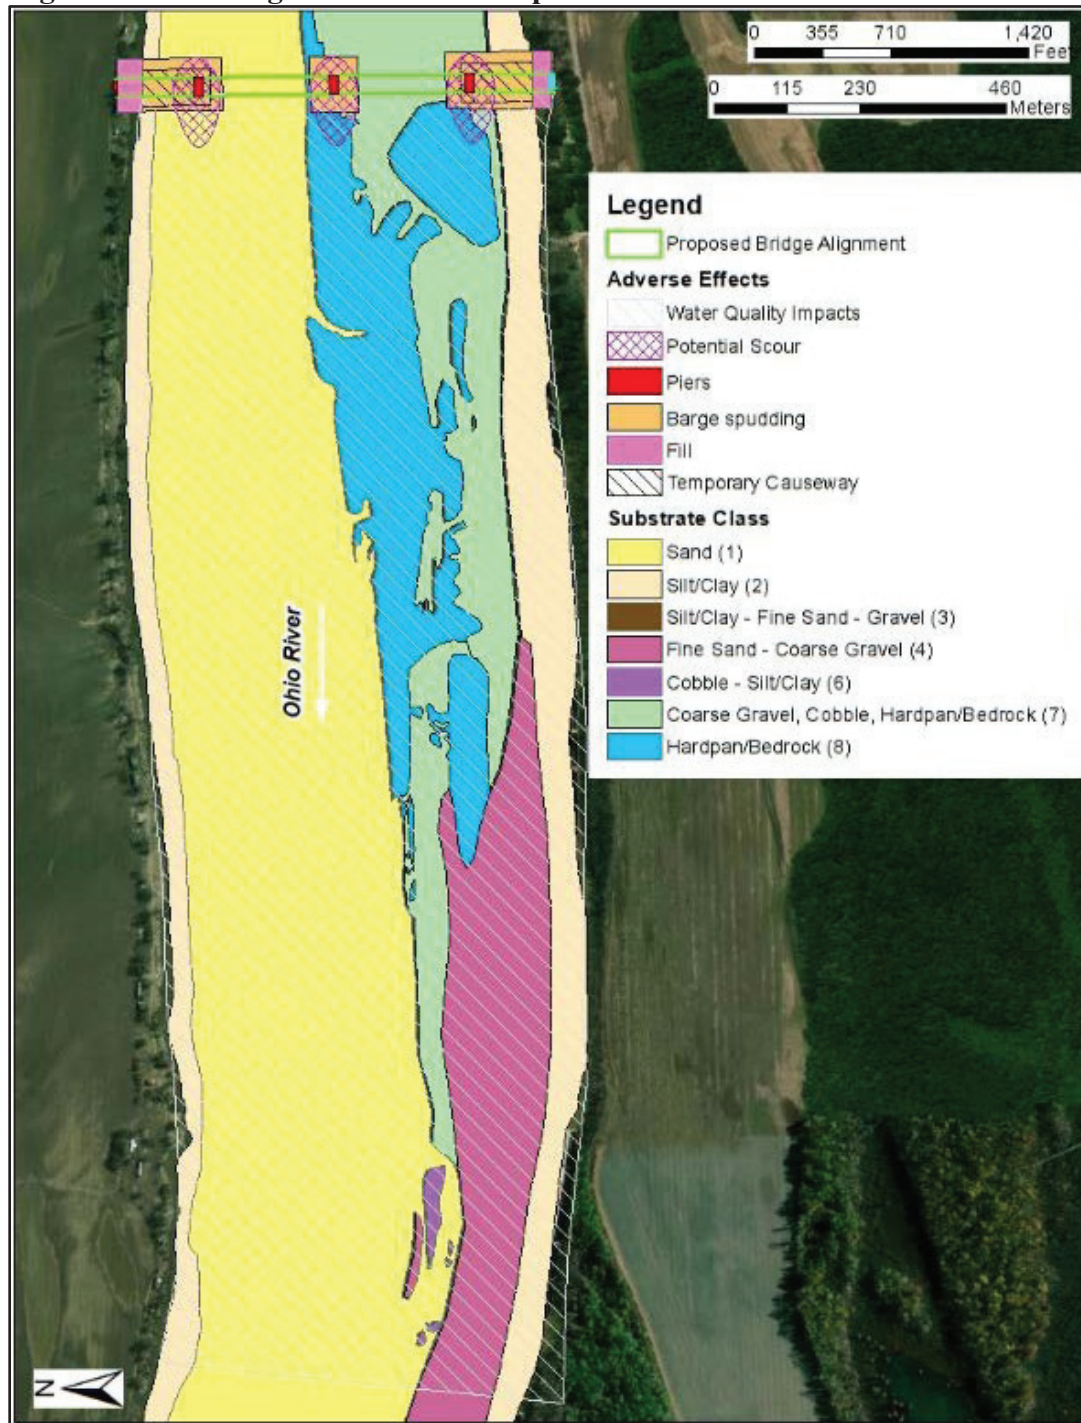 0 355 710 1,420
Feet
0 115 230 460
Meters
Legend
Proposed Bridge Alignment
Adverse Effects
Water Quality Impacts
Potential Scour
Piers
Barge spudding
Fill
Temporary Causeway
Substrate Class
Sand (1)
Silt/Clay (2)
Silt/Clay - Fine Sand - Gravel (3)
Fine Sand - Coarse Gravel (4)
Cobble - Silt/Clay (6)
Coarse Gravel, Cobble, Hardpan/Bedrock (7)
Hardpan/Bedrock (8)
Ohio River
N